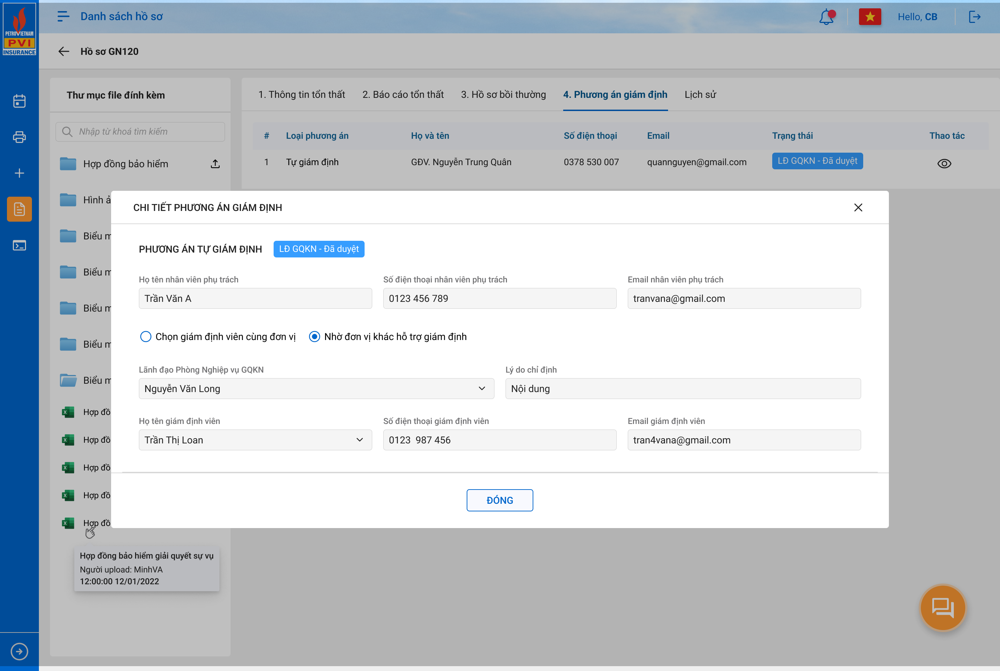 PETROVIETNAM
PVI
INSURANCE
Danh sách hồ sơ
Hello, CB
Hồ sơ GN120
Thư mục file đính kèm
Nhập từ khoá tìm kiếm
Hợp đồng bảo hiểm
Hình ả
Biểu m
Biểu m
Biểu m
Biểu m
Biểu m
Hợp đồ
Hợp đồ
Hợp đồ
Hợp đồ
Hợp đồ
Hợp đồng bảo hiểm giải quyết sự vụ
Người upload: MinhVA
12:00:00 12/01/2022
1. Thông tin tổn thất 2. Báo cáo tổn thất 3. Hồ sơ bồi thường 4. Phương án giám định Lịch sử
# Loại phương án Họ và tên Số điện thoại Email Trạng thái Thao tác
1 Tự giám định GĐV. Nguyễn Trung Quân 0378 530 007 quannguyen@gmail.com LĐ GQKN - Đã duyệt
CHI TIẾT PHƯƠNG ÁN GIÁM ĐỊNH
PHƯƠNG ÁN TỰ GIÁM ĐỊNH LĐ GQKN - Đã duyệt
Họ tên nhân viên phụ trách Số điện thoại nhân viên phụ trách Email nhân viên phụ trách
Trần Văn A 0123 456 789 tranvana@gmail.com
Chọn giám định viên cùng đơn vị Nhờ đơn vị khác hỗ trợ giám định
Lãnh đạo Phòng Nghiệp vụ GQKN Lý do chỉ định
Nguyễn Văn Long Nội dung
Họ tên giám định viên Số điện thoại giám định viên Email giám định viên
Trần Thị Loan 0123 987 456 tran4vana@gmail.com
ĐÓNG